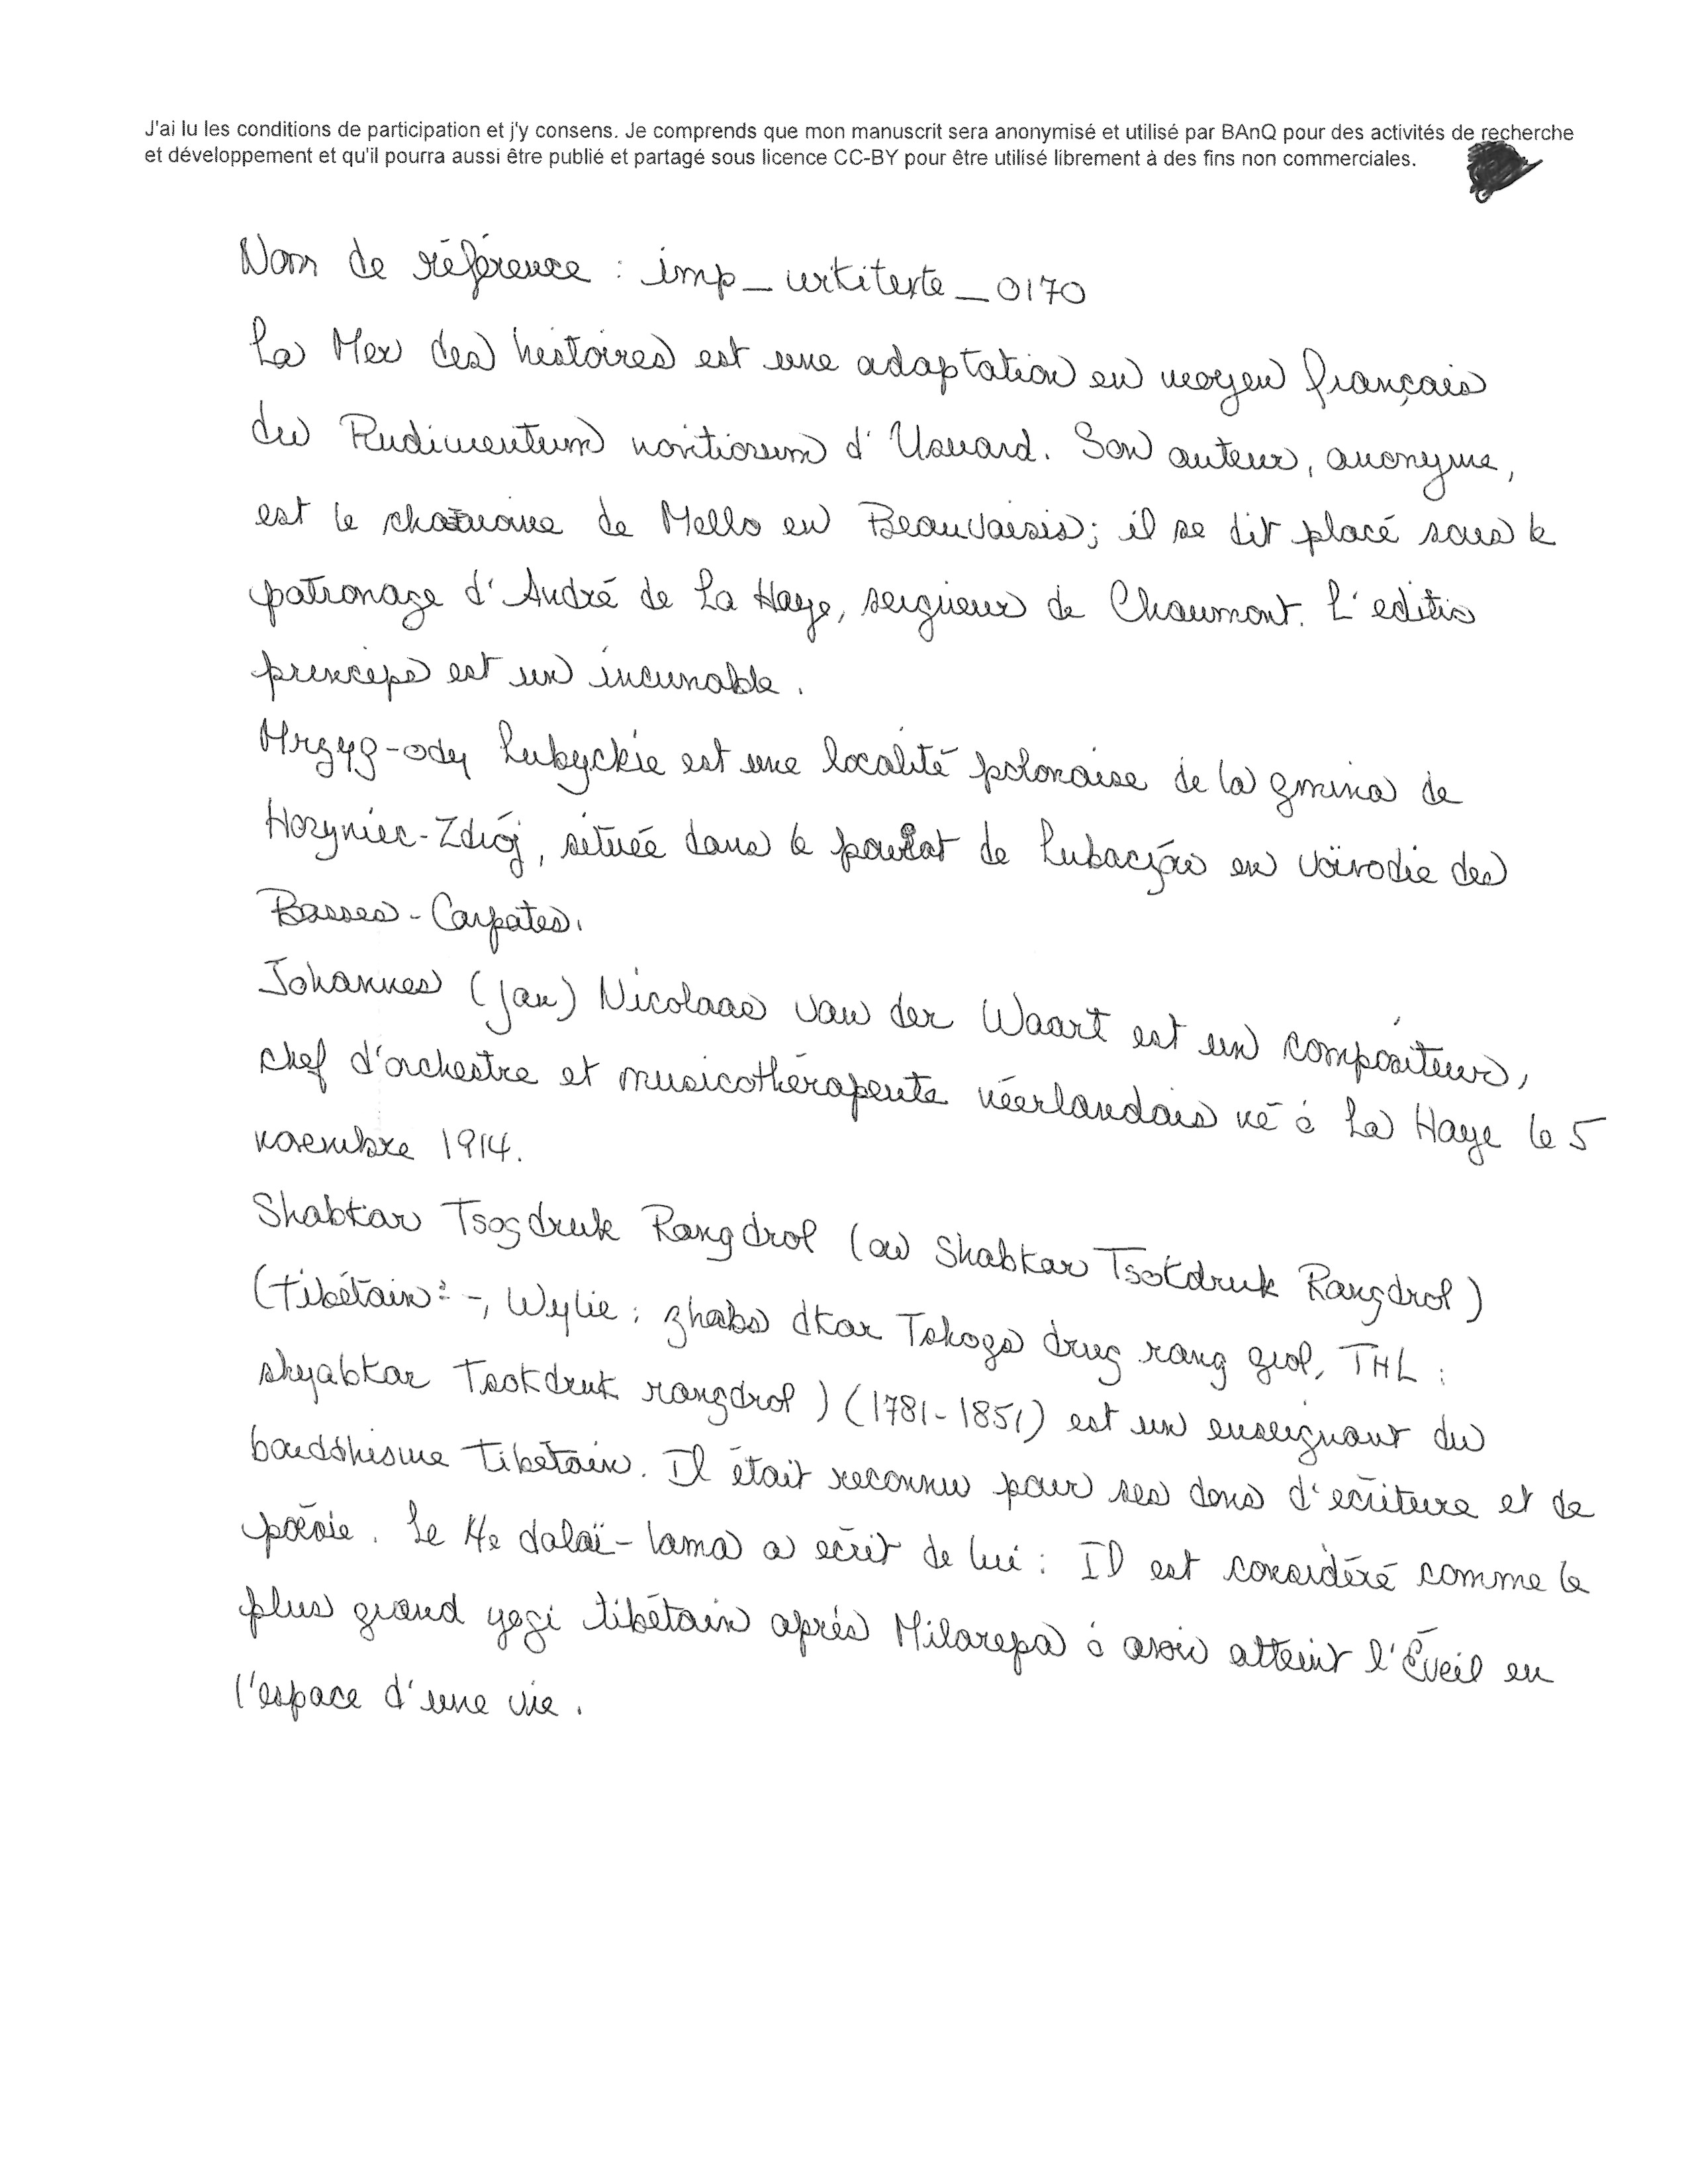 J'ai lu les conditions de participation et j'y consens. Je comprends que mon manuscrit sera anonymisé et utilisé par BAnQ pour des activités de recherche
et développement et qu'il pourra aussi être publié et partagé sous licence CC-BY pour être utilisé librement à des fins non commerciales.
Nom de référence : imp_wikitexte_0170
La Mer des histoires est une adaptation en moyen français
du Rudimentum novitiorum d'Usuard. Son auteur, anonyme,
est le chanoine de Mello en Beauvaisis; il se dit placé sous le
patronage d'André de La Haye, seigneur de Chaumont. L'editio
princeps est un incunable.
Mrzyg-ody Lubyckie est une localité polonaise de la gmina de
Horyniec-Zdrój, située dans le powiat de Lubaczów en voïvodie des
Basses-Carpates.
Johannes (Jan) Nicolaas van der Waart est un compositeur,
chef d'orchestre et musicothérapeute néerlandais né à La Haye le 5
novembre 1914.
Shabkar Tsogdruk Rangdrol (ou Shabkar Tsokdruk Rangdrol)
(tibétain : -, Wylie : zhabs dkar Tshogs drug rang grol, THL :
shyabkar Tsokdruk rangdrol) (1781-1851) est un enseignant du
bouddhisme tibétain. Il était reconnu pour ses dons d'écriture et de
poésie. Le 14e dalaï-lama a écrit de lui : Il est considéré comme le
plus grand yogi tibétain après Milarepa à avoir atteint l'Éveil en
l'espace d'une vie.